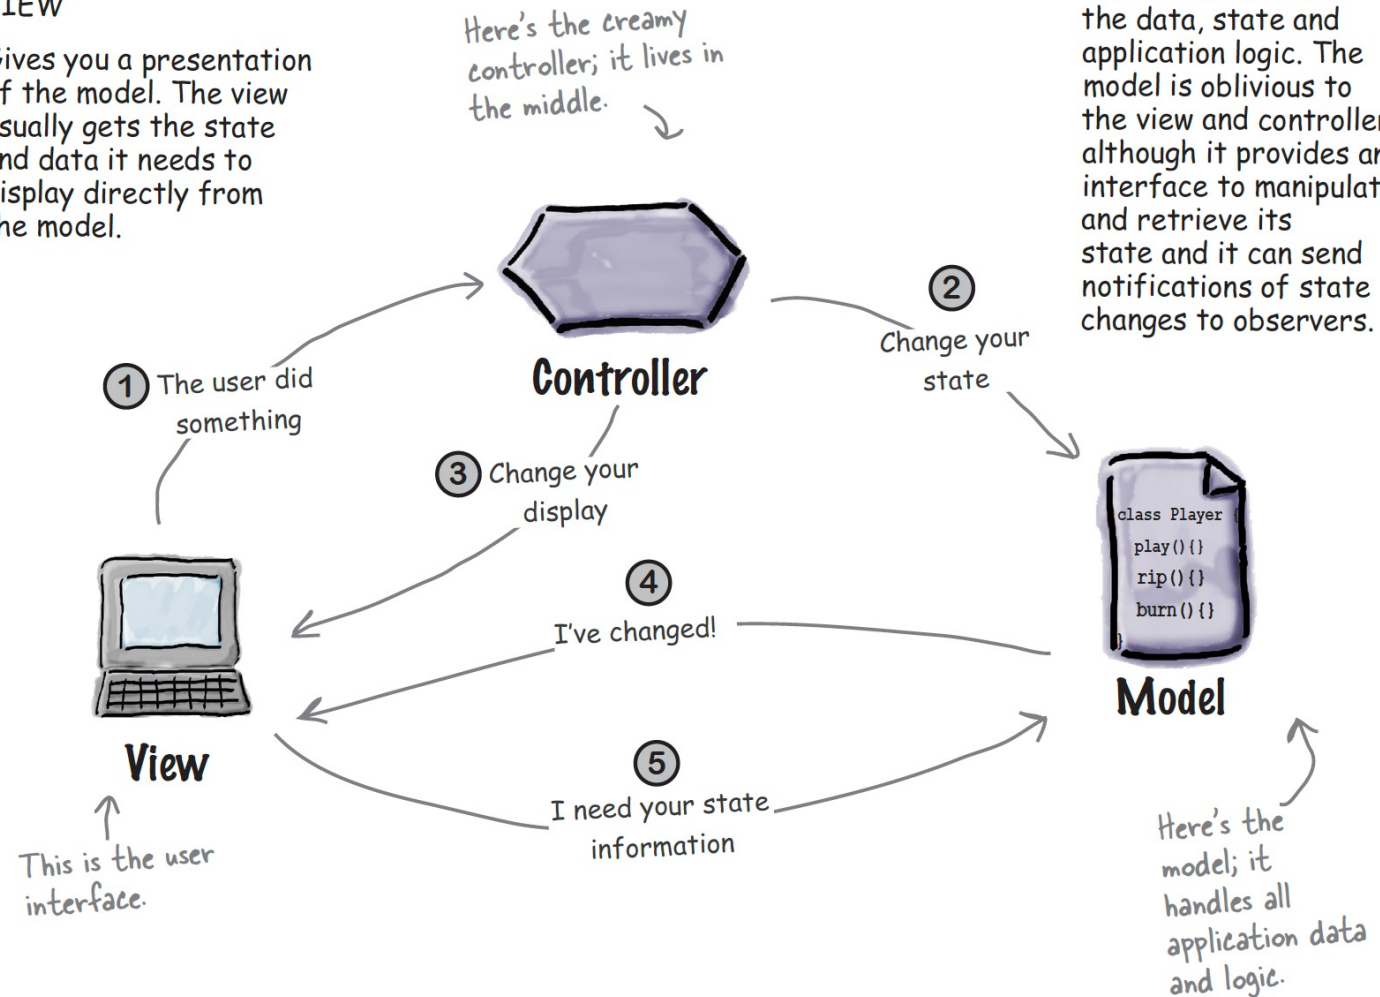 IEW
ives you a presentation
f the model. The view
sually gets the state
nd data it needs to
isplay directly from
he model.
Here's the creamy
controller; it lives in
the middle.
the data, state and
application logic. The
model is oblivious to
the view and controller
although it provides an
interface to manipulat
and retrieve its
state and it can send
notifications of state
changes to observers.
Controller
1 The user did
something
2
Change your
state
3 Change your
display
4
I've changed!
5
I need your state
information
class Player {
play(){}
rip(){}
burn(){}
}
Model
View
This is the user
interface.
Here's the
model; it
handles all
application data
and logic.